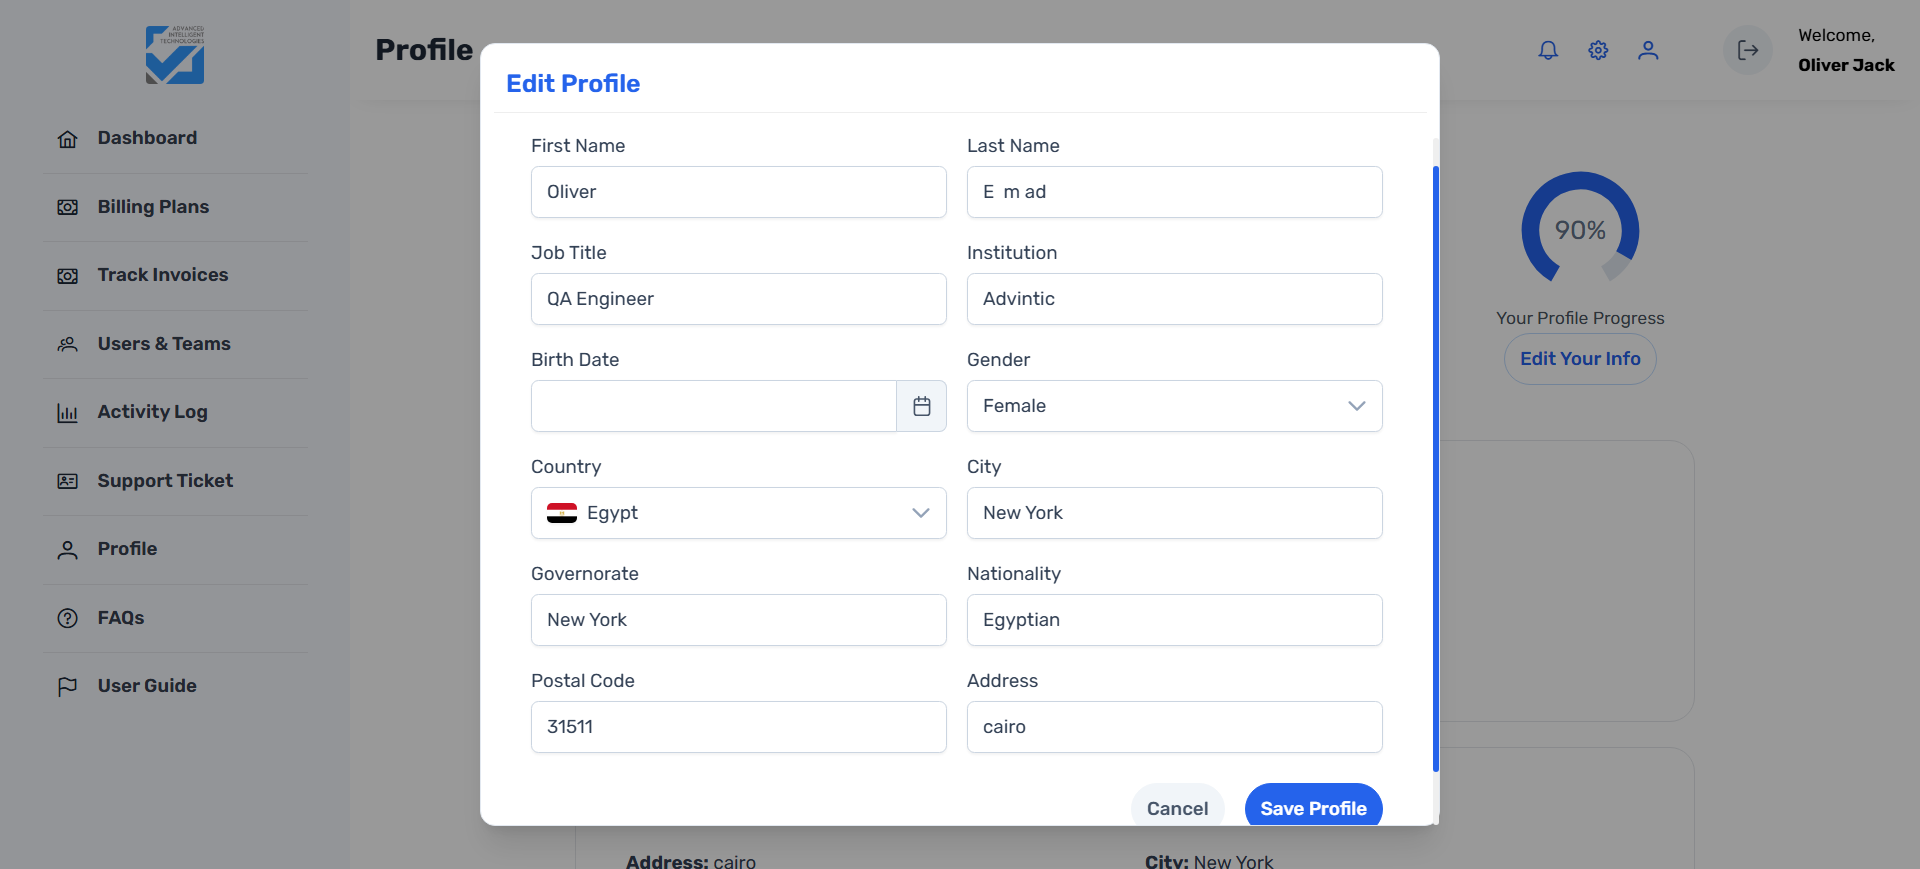 ADVANCED
INTELLIGENT
TECHNOLOGIES
Dashboard
Billing Plans
Track Invoices
Users & Teams
Activity Log
Support Ticket
Profile
FAQs
User Guide
Profile
Welcome,
Oliver Jack
Edit Profile
First Name
Last Name
Oliver
E  m ad
Job Title
Institution
QA Engineer
Advintic
Birth Date
Gender
Female
Country
City
Egypt
New York
Governorate
Nationality
New York
Egyptian
Postal Code
Address
31511
cairo
Cancel
Save Profile
90%
Your Profile Progress
Edit Your Info
Address: cairo
City: New York